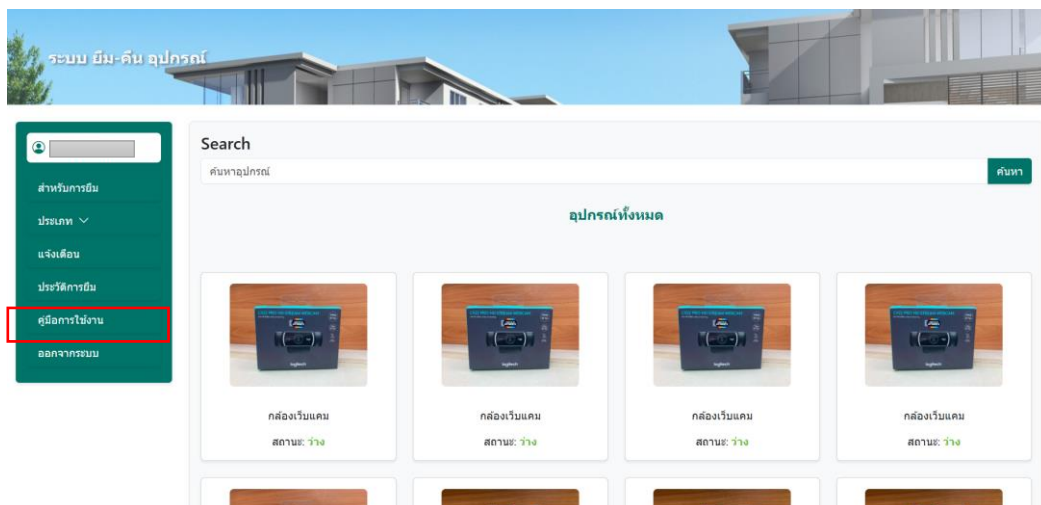 ระบบ ยืม-คืน อุปกรณ์
สำหรับการยืม
ประเภท
แจ้งเตือน
ประวัติการยืม
คู่มือการใช้งาน
ออกจากระบบ
Search
ค้นหาอุปกรณ์
ค้นหา
อุปกรณ์ทั้งหมด
กล้องเว็บแคม
สถานะ: ว่าง
กล้องเว็บแคม
สถานะ: ว่าง
กล้องเว็บแคม
สถานะ: ว่าง
กล้องเว็บแคม
สถานะ: ว่าง